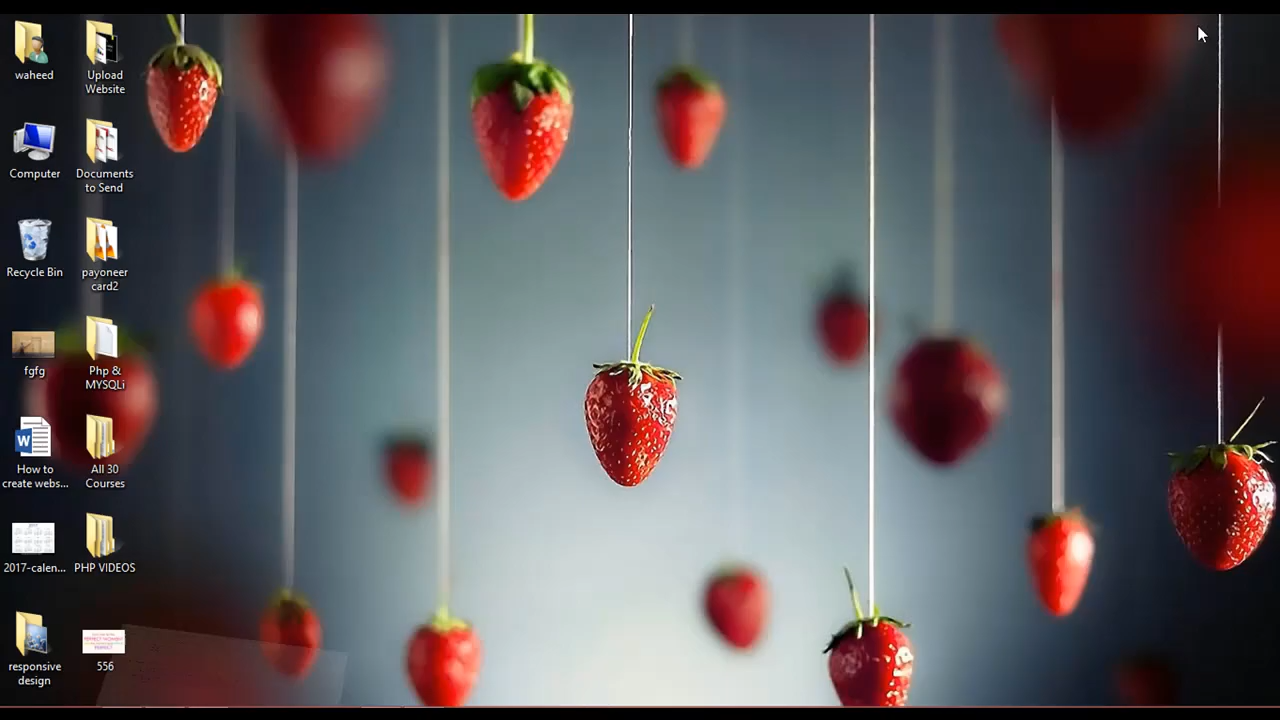 waheed
Upload
Website
Computer
Documents
to Send
Recycle Bin
payoneer
card2
fgfg
Php &
MYSQLi
How to
create webs...
All 30
Courses
2017-calen...
PHP VIDEOS
responsive
design
556